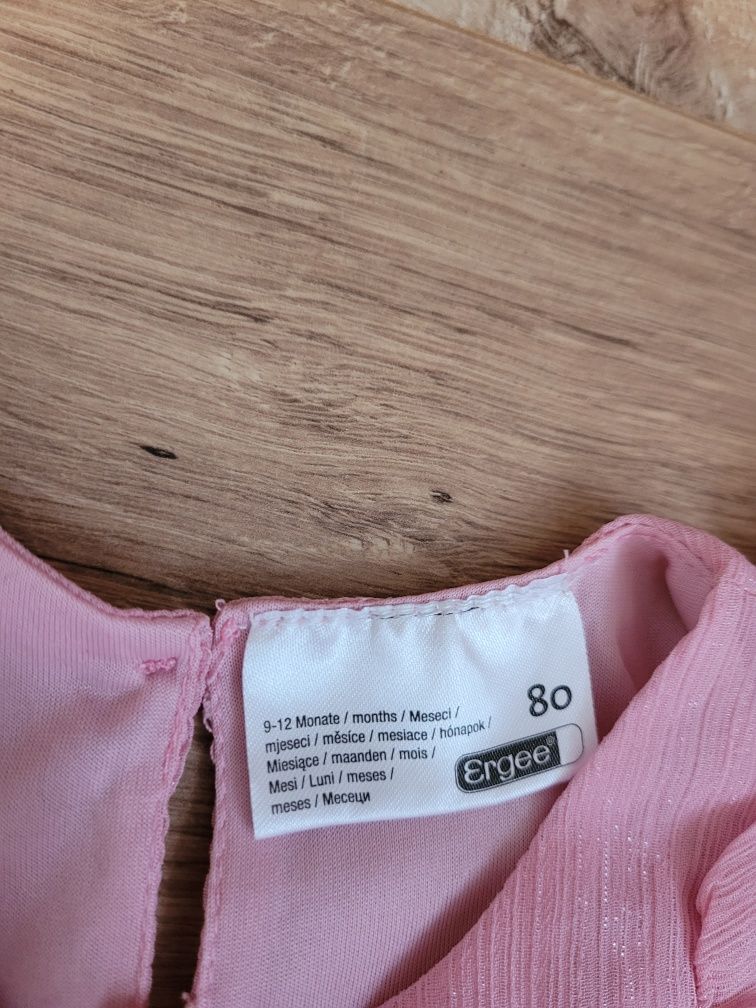 80
9-12 Monate / months / Meseci /
mjeseci / měsíce / mesiace / hónapok /
Miesiące / maanden / mois /
Mesi / Luni / meses /
meses / Месеци
Ergee®